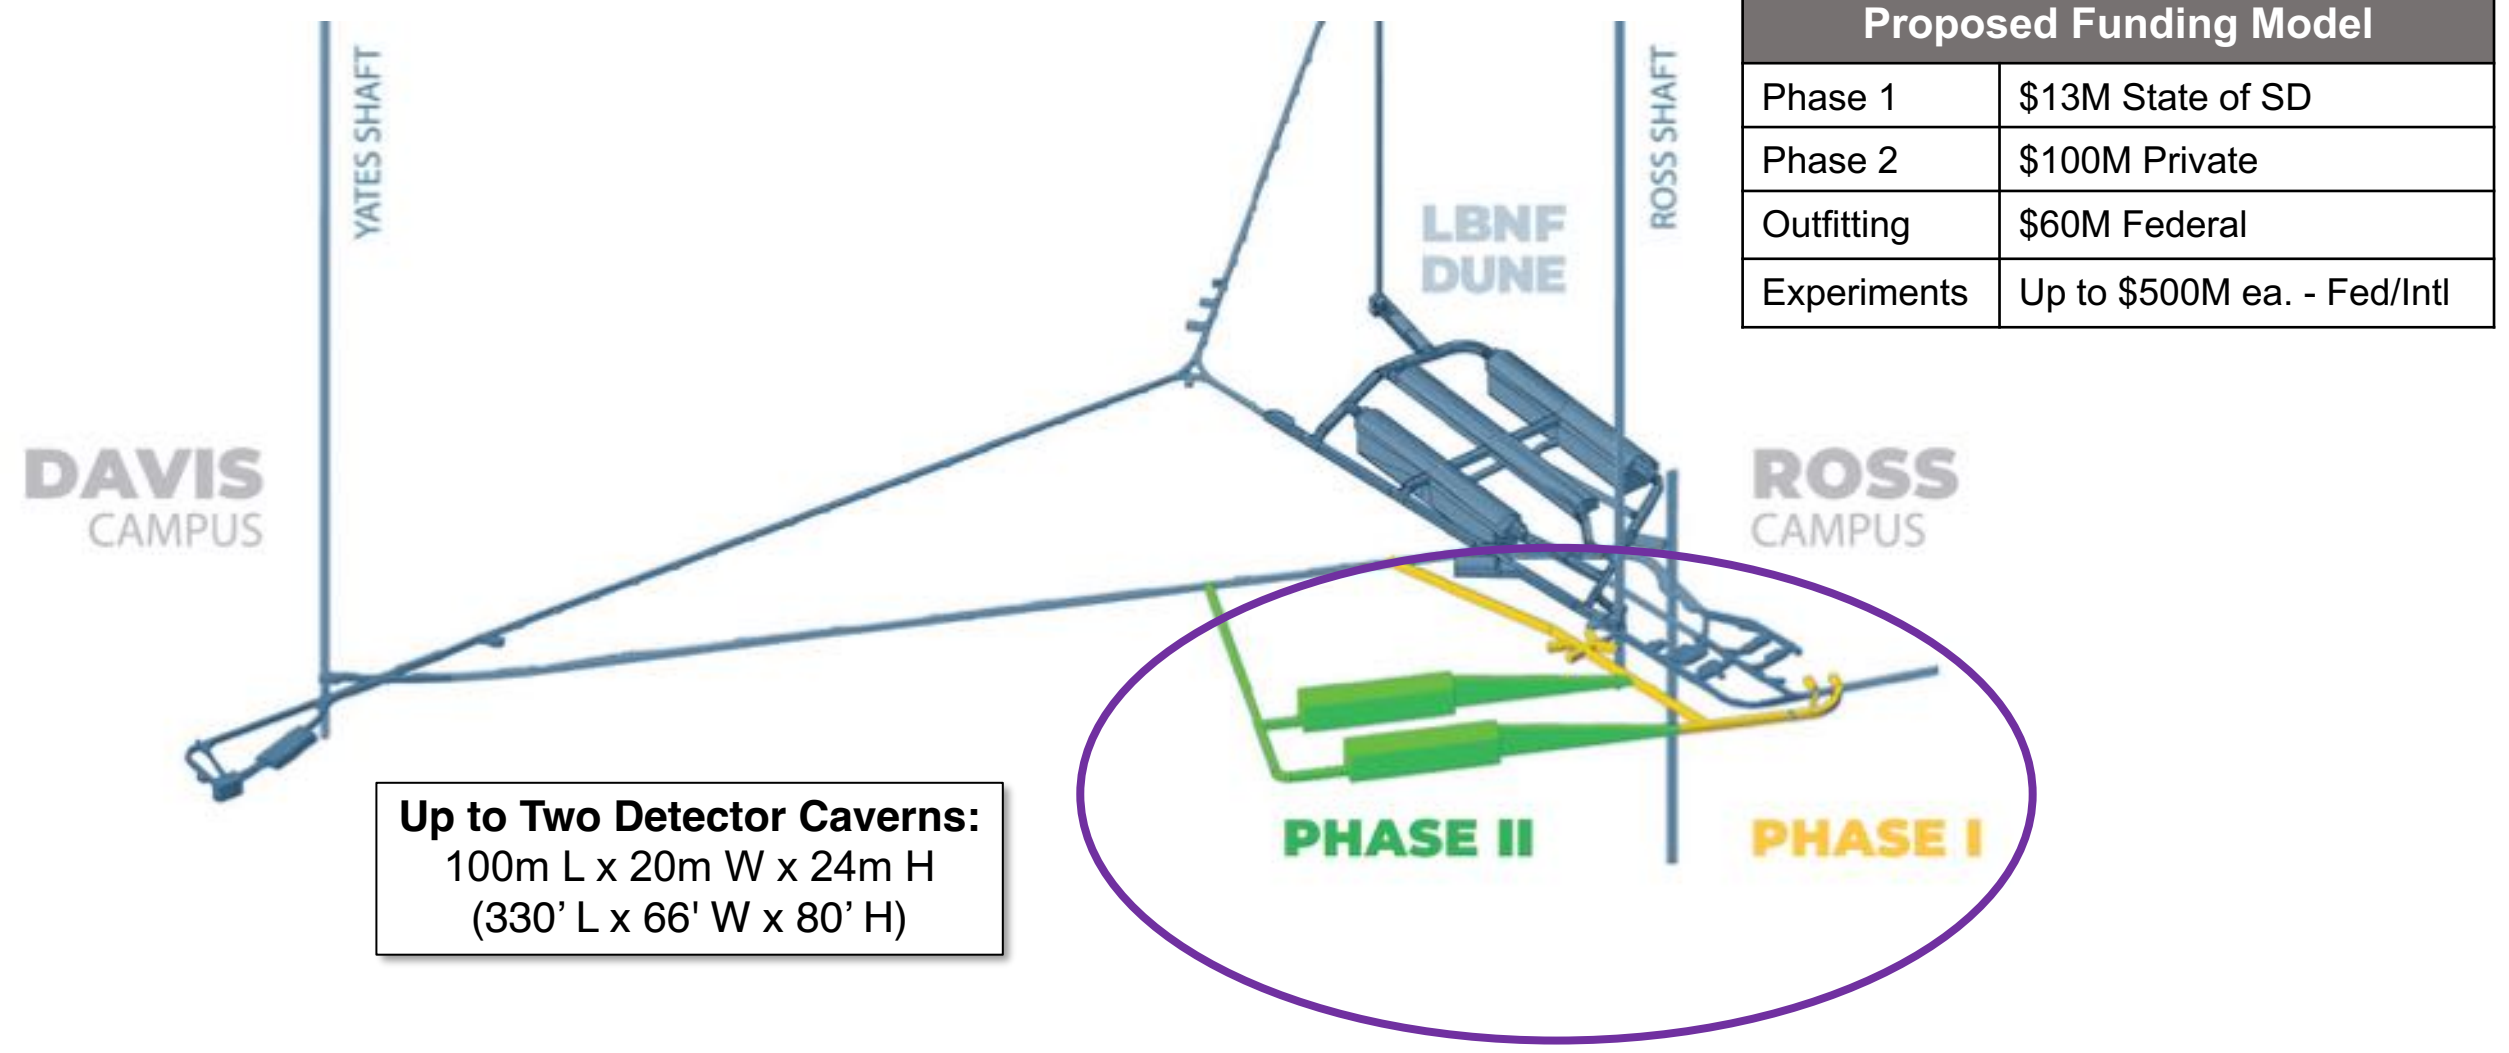 Proposed Funding Model
Phase 1 $13M State of SD
Phase 2 $100M Private
Outfitting $60M Federal
Experiments Up to $500M ea. - Fed/Intl
YATES SHAFT
ROSS SHAFT
LBNF
DUNE
DAVIS
CAMPUS
ROSS
CAMPUS
Up to Two Detector Caverns:
100m L x 20m W x 24m H
(330’ L x 66' W x 80’ H)
PHASE II
PHASE I